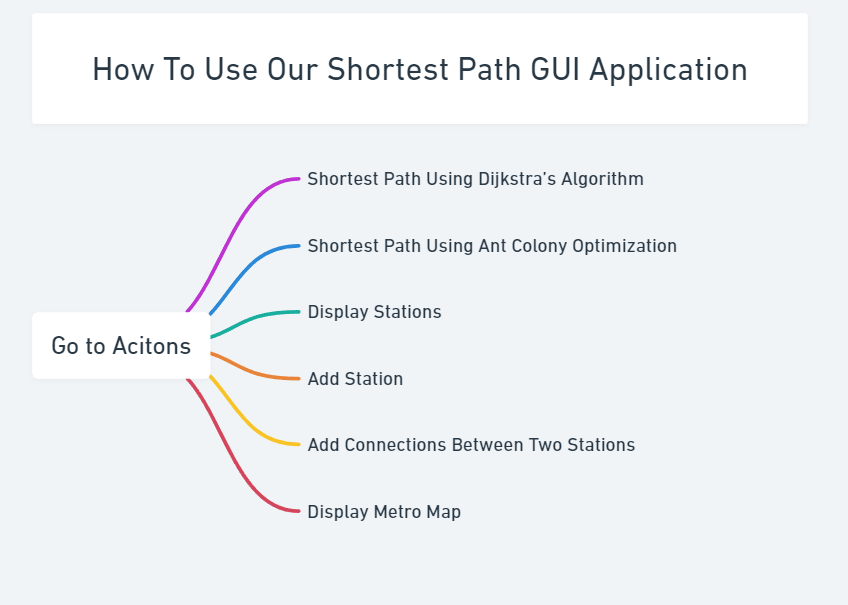 How To Use Our Shortest Path GUI Application
Shortest Path Using Dijkstra’s Algorithm
Shortest Path Using Ant Colony Optimization
Display Stations
Go to Acitons
Add Station
Add Connections Between Two Stations
Display Metro Map